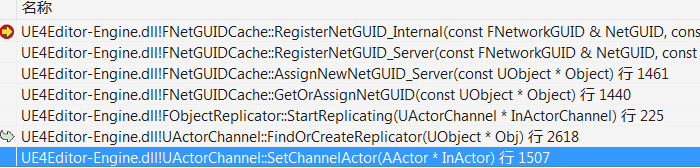 名称
UE4Editor-Engine.dll!FNetGUIDCache::RegisterNetGUID_Internal(const FNetworkGUID & NetGUID, cons
UE4Editor-Engine.dll!FNetGUIDCache::RegisterNetGUID_Server(const FNetworkGUID & NetGUID, const
UE4Editor-Engine.dll!FNetGUIDCache::AssignNewNetGUID_Server(const UObject * Object) 行 1461
UE4Editor-Engine.dll!FNetGUIDCache::GetOrAssignNetGUID(const UObject * Object) 行 1440
UE4Editor-Engine.dll!FObjectReplicator::StartReplicating(UActorChannel * InActorChannel) 行 225
UE4Editor-Engine.dll!UActorChannel::FindOrCreateReplicator(UObject * Obj) 行 2618
UE4Editor-Engine.dll!UActorChannel::SetChannelActor(AActor * InActor) 行 1507